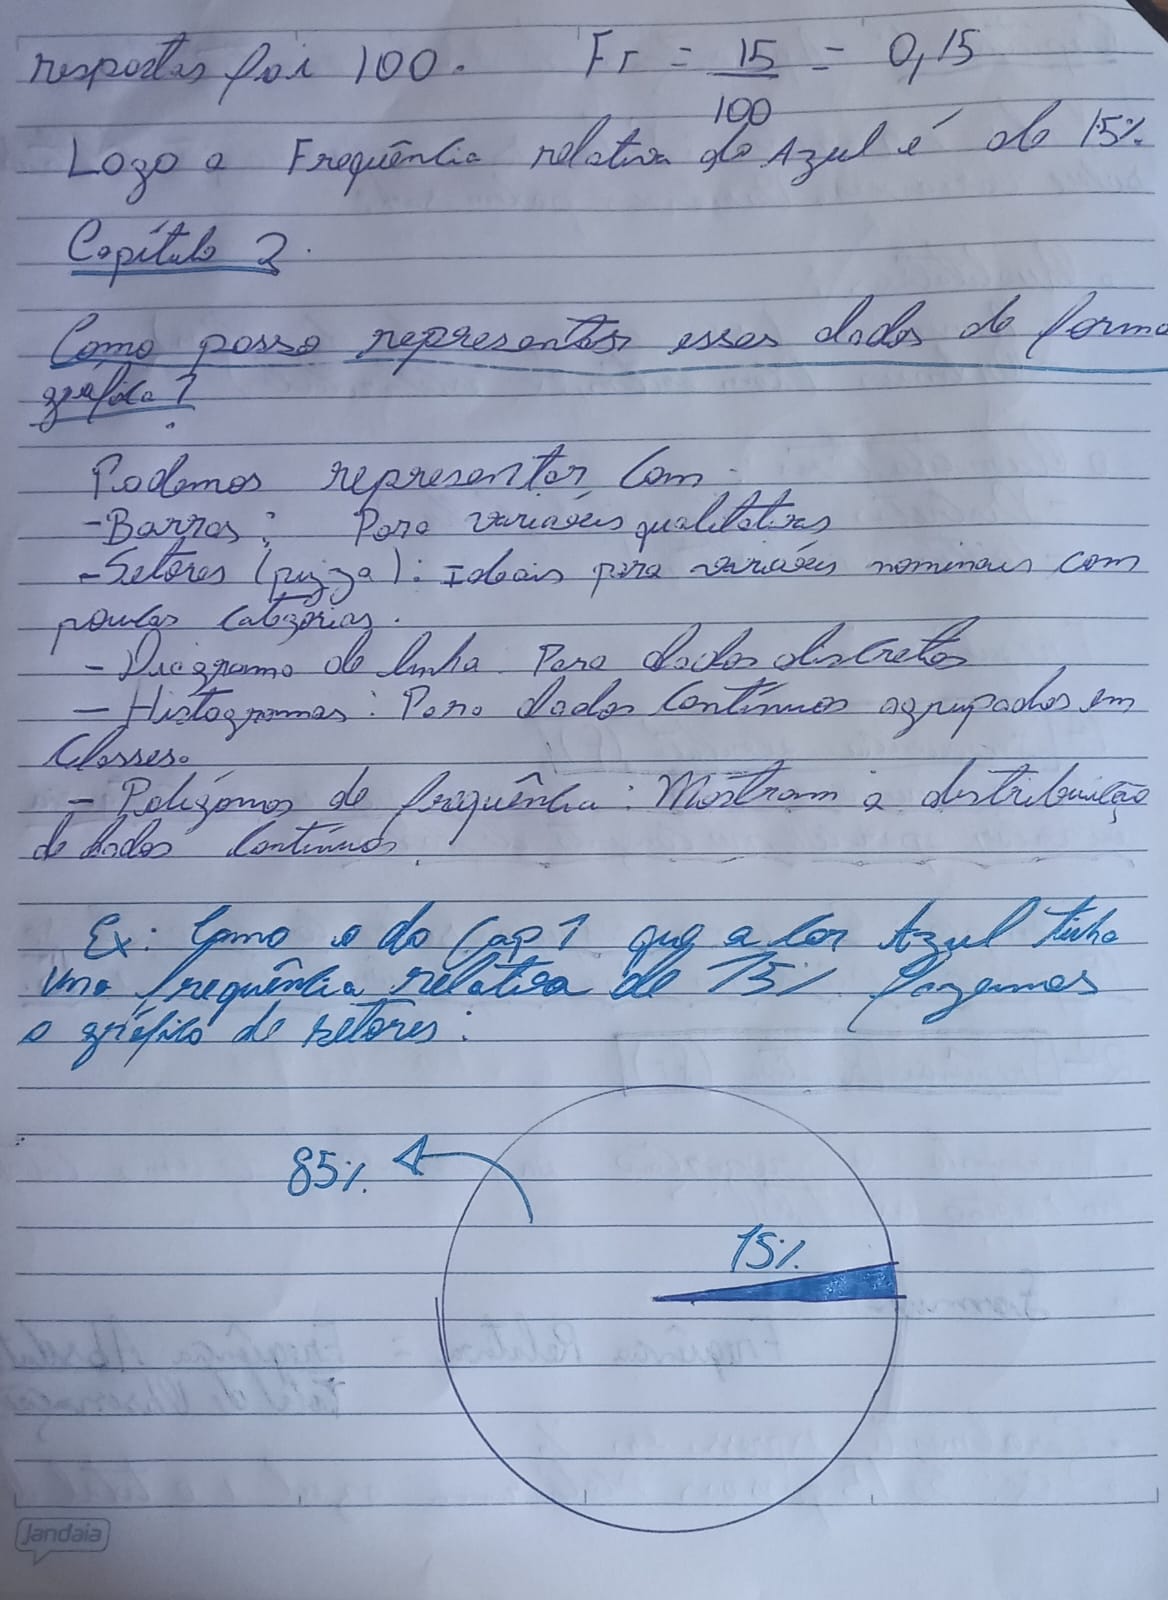 respostas foi 100. Fr = 15/100 = 0,15
Logo a Frequência relativa do Azul é de 15%.
Capítulo 2.
Como posso representar esses dados de forma
gráfica?
Podemos representar com
- Barras: Para variáveis qualitativas
- Setores (pizza): Ideais para variáveis nominais com
poucas categorias.
- Diagrama de linha Para dados discretos
- Histogramas: Para dados contínuos agrupados em
classes.
- Polígonos de frequência: Mostram a distribuição
de dados contínuos.
Ex: Como o do Cap 1 que a cor Azul tinha
uma frequência relativa de 15% fazemos
o gráfico de setores:
85%.
15%.
Jandaia